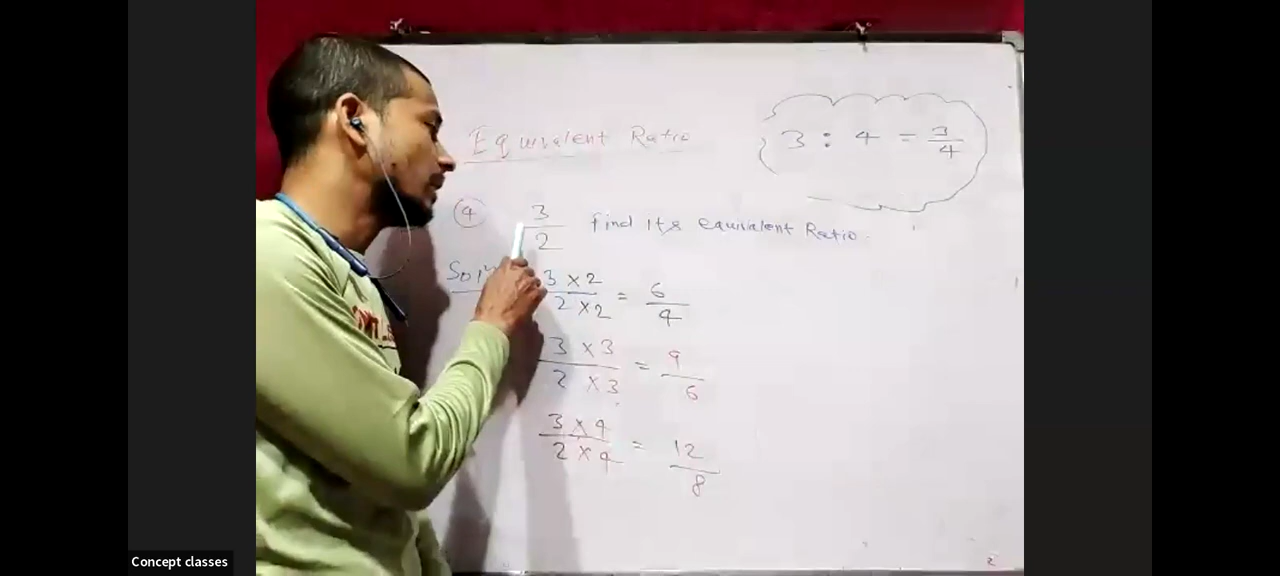 Equivalent Ratio
3 : 4 = 3/4
4 3/2 Find Its equivalent Ratio.
3 × 2 / 2 × 2 = 6/4
3 × 3 / 2 × 3 = 9/6
3 × 4 / 2 × 4 = 12/8
Concept classes